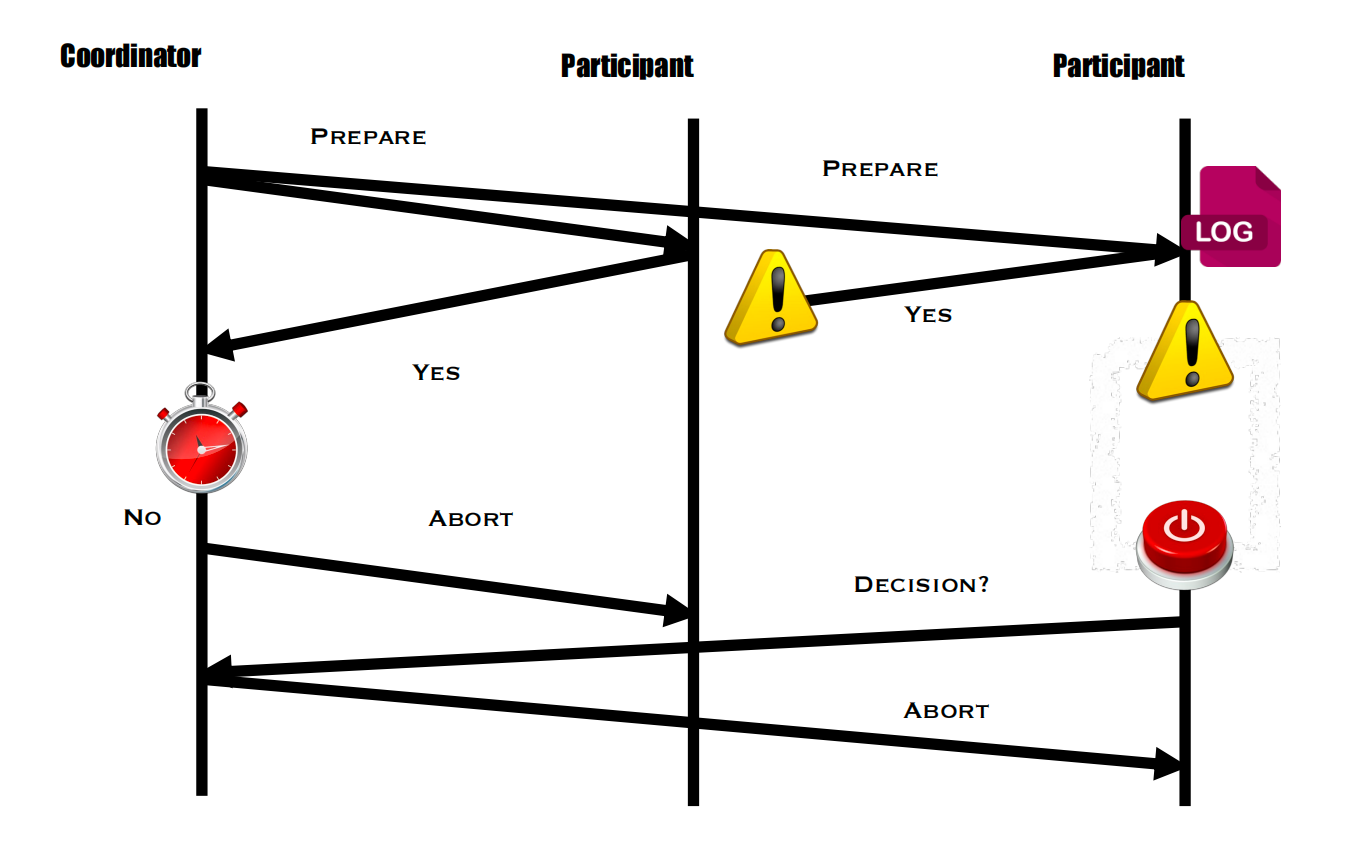 Coordinator
Participant
Participant
Prepare
Prepare
LOG
Yes
Yes
No
Abort
Decision?
Abort